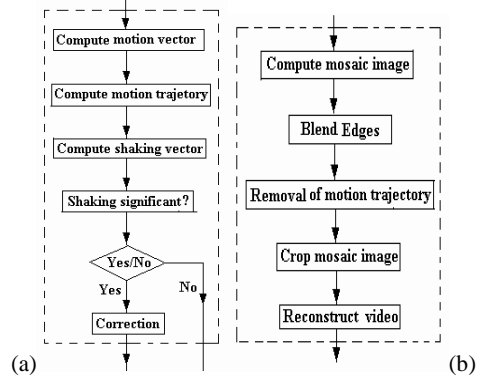 Compute motion vector
Compute motion trajetory
Compute shaking vector
Shaking significant?
Yes/No
Yes
No
Correction
(a)
Compute mosaic image
Blend Edges
Removal of motion trajectory
Crop mosaic image
Reconstruct video
(b)